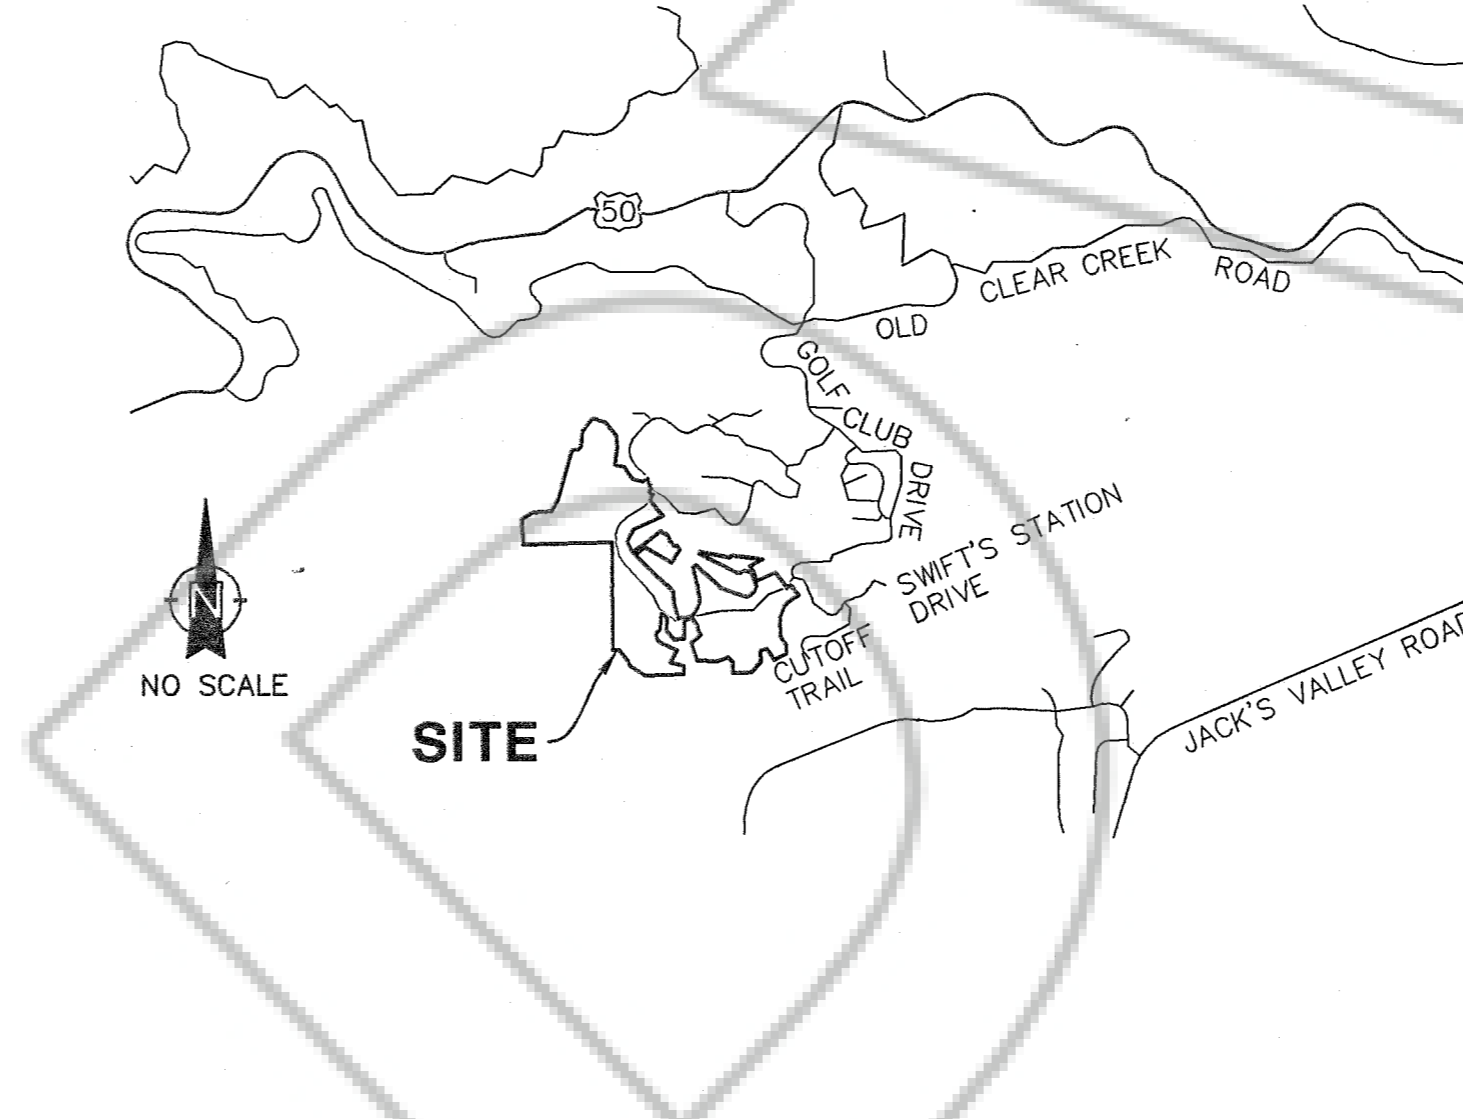 50
CLEAR CREEK
ROAD
OLD
GOLF
CLUB
DRIVE
SWIFT'S STATION
DRIVE
N
NO SCALE
CUTOFF
TRAIL
SITE
JACK'S VALLEY ROAD